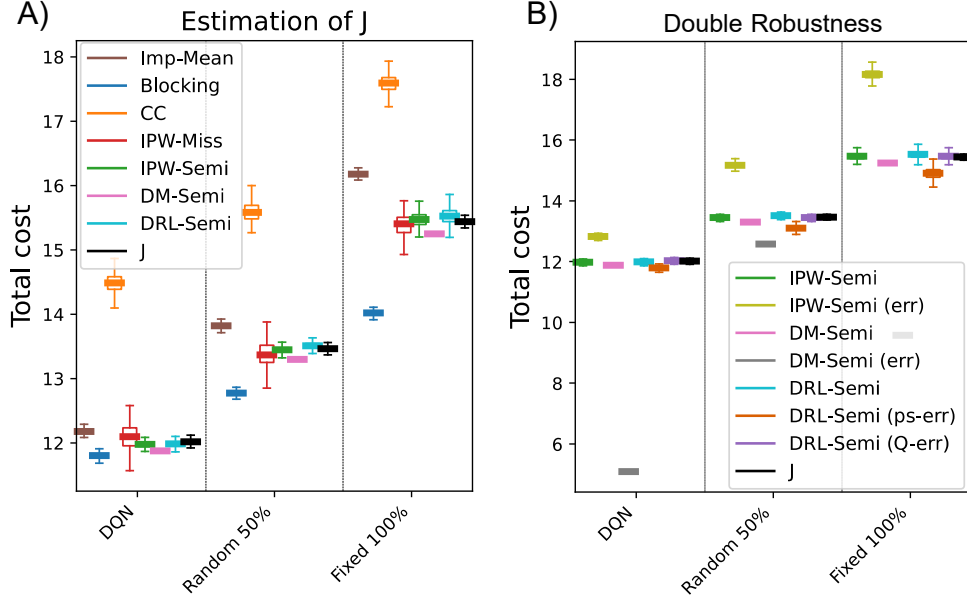 A)
Estimation of J
Total cost
18
17
16
15
14
13
12
Imp-Mean
Blocking
CC
IPW-Miss
IPW-Semi
DM-Semi
DRL-Semi
J
DQN
Random 50%
Fixed 100%
B)
Double Robustness
Total cost
18
16
14
12
10
8
6
IPW-Semi
IPW-Semi (err)
DM-Semi
DM-Semi (err)
DRL-Semi
DRL-Semi (ps-err)
DRL-Semi (Q-err)
J
DQN
Random 50%
Fixed 100%